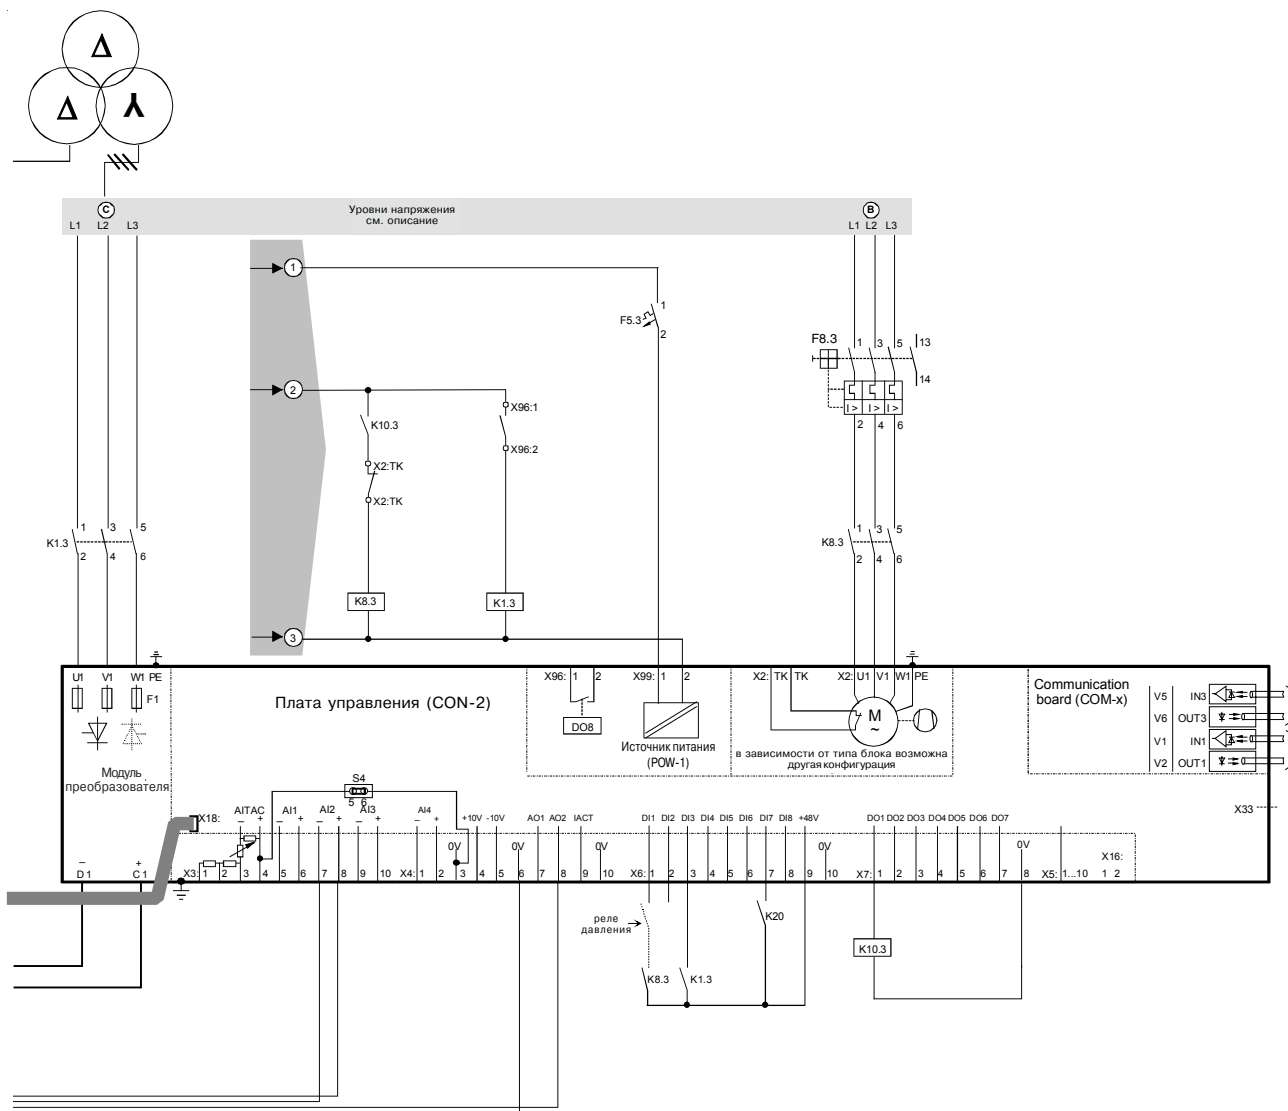 Δ
Δ Y
C
B
Уровни напряжения
см. описание
L1 L2 L3
L1 L2 L3
1
F5.3
1
2
F8.3
1 3 5 13
14
I > I > I >
2 4 6
2
K10.3
X96:1
X96:2
X2:TK
X2:TK
K1.3
1 3 5
2 4 6
K8.3
1 3 5
2 4 6
K8.3
K1.3
3
U1 V1 W1 PE
F1
Плата управления (CON-2)
X96: 1 2
X99: 1 2
X2: TK TK
X2: U1 V1 W1 PE
DO8
M
~
Источник питания
(POW-1)
в зависимости от типа блока возможна
другая конфигурация
Communication
board (COM-x)
V5 IN3
V6 OUT3
V1 IN1
V2 OUT1
Модуль
преобразователя
S4
5 6
X33
X18:
AITAC AI1 AI2 AI3 AI4 +10V -10V AO1 AO2 IACT DI1 DI2 DI3 DI4 DI5 DI6 DI7 DI8 +48V DO1 DO2 DO3 DO4 DO5 DO6 DO7
– + – + – + – + – +
0V 0V 0V 0V
X16:
– +
D1 C1
X3: 1 2 3 4 5 6 7 8 9 10 X4: 1 2 3 4 5 6 7 8 9 10 X6: 1 2 3 4 5 6 7 8 9 10 X7: 1 2 3 4 5 6 7 8 X5: 1...10 1 2
реле
давления
K20
K10.3
K8.3 K1.3